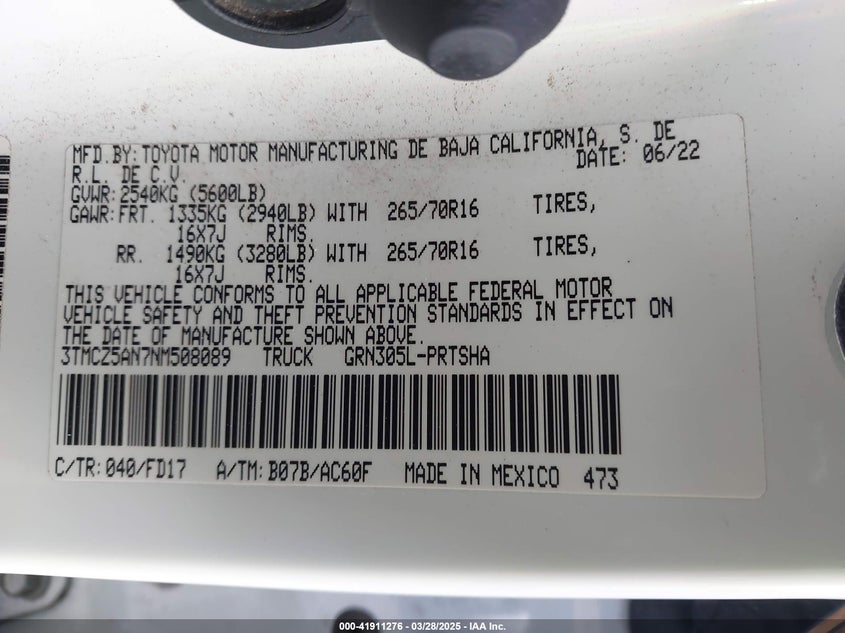 MFD.BY:TOYOTA MOTOR MANUFACTURING DE BAJA CALIFORNIA, S. DE
R.L. DE C.V. DATE: 06/22
GVWR:2540KG (5600LB)
GAWR:FRT. 1335KG (2940LB) WITH 265/70R16 TIRES,
16X7J RIMS.
RR. 1490KG (3280LB) WITH 265/70R16 TIRES,
16X7J RIMS.
THIS VEHICLE CONFORMS TO ALL APPLICABLE FEDERAL MOTOR
VEHICLE SAFETY AND THEFT PREVENTION STANDARDS IN EFFECT ON
THE DATE OF MANUFACTURE SHOWN ABOVE.
3TMCZ5AN7NM508089 TRUCK GRN305L-PRTSHA
C/TR:040/FD17 A/TM:B07B/AC60F MADE IN MEXICO 473
000-41911276 — 03/28/2025 — IAA Inc.